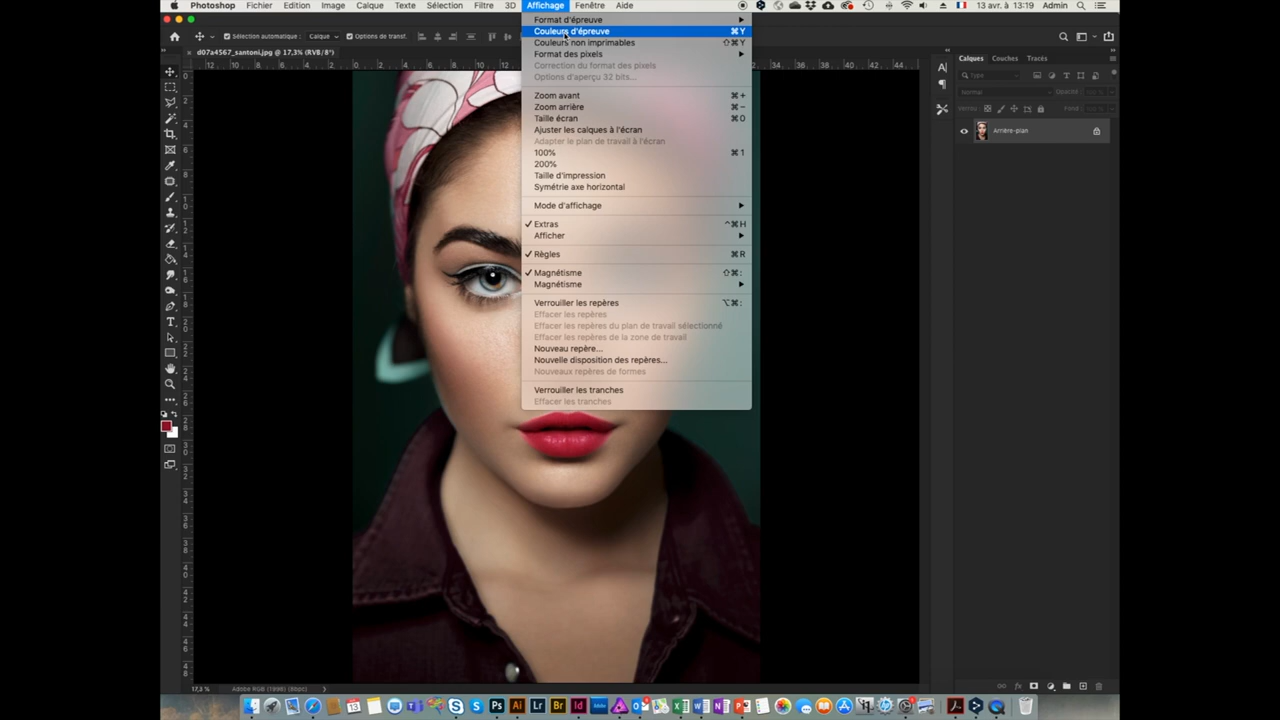 Photoshop Fichier Edition Image Calque Texte Sélection Filtre 3D Affichage Fenêtre Aide 13 avr. à 13:19 Admin
Sélection automatique : Calque Options de transf.
d07a4567_santoni.jpg @ 17,3% (RVB/8*)
Format d'épreuve
Couleurs d'épreuve ⌘Y
Couleurs non imprimables ⇧⌘Y
Format des pixels
Correction du format des pixels
Options d'aperçu 32 bits...
Zoom avant ⌘+
Zoom arrière ⌘−
Taille écran ⌘0
Ajuster les calques à l'écran
Adapter le plan de travail à l'écran
100% ⌘1
200%
Taille d'impression
Symétrie axe horizontal
Mode d'affichage
✓ Extras ^⌘H
Afficher
✓ Règles ⌘R
✓ Magnétisme ⇧⌘:
Magnétisme
Verrouiller les repères ⌥⌘:
Effacer les repères
Effacer les repères du plan de travail sélectionné
Effacer les repères de la zone de travail
Nouveau repère...
Nouvelle disposition des repères...
Nouveaux repères de formes
Verrouiller les tranches
Effacer les tranches
Calques Couches Tracés
Type
Normal Opacité
Verrou : Fond :
Arrière-plan
17,3 % Adobe RGB (1998) (8bpc)
Ps Ai Lr Br Id